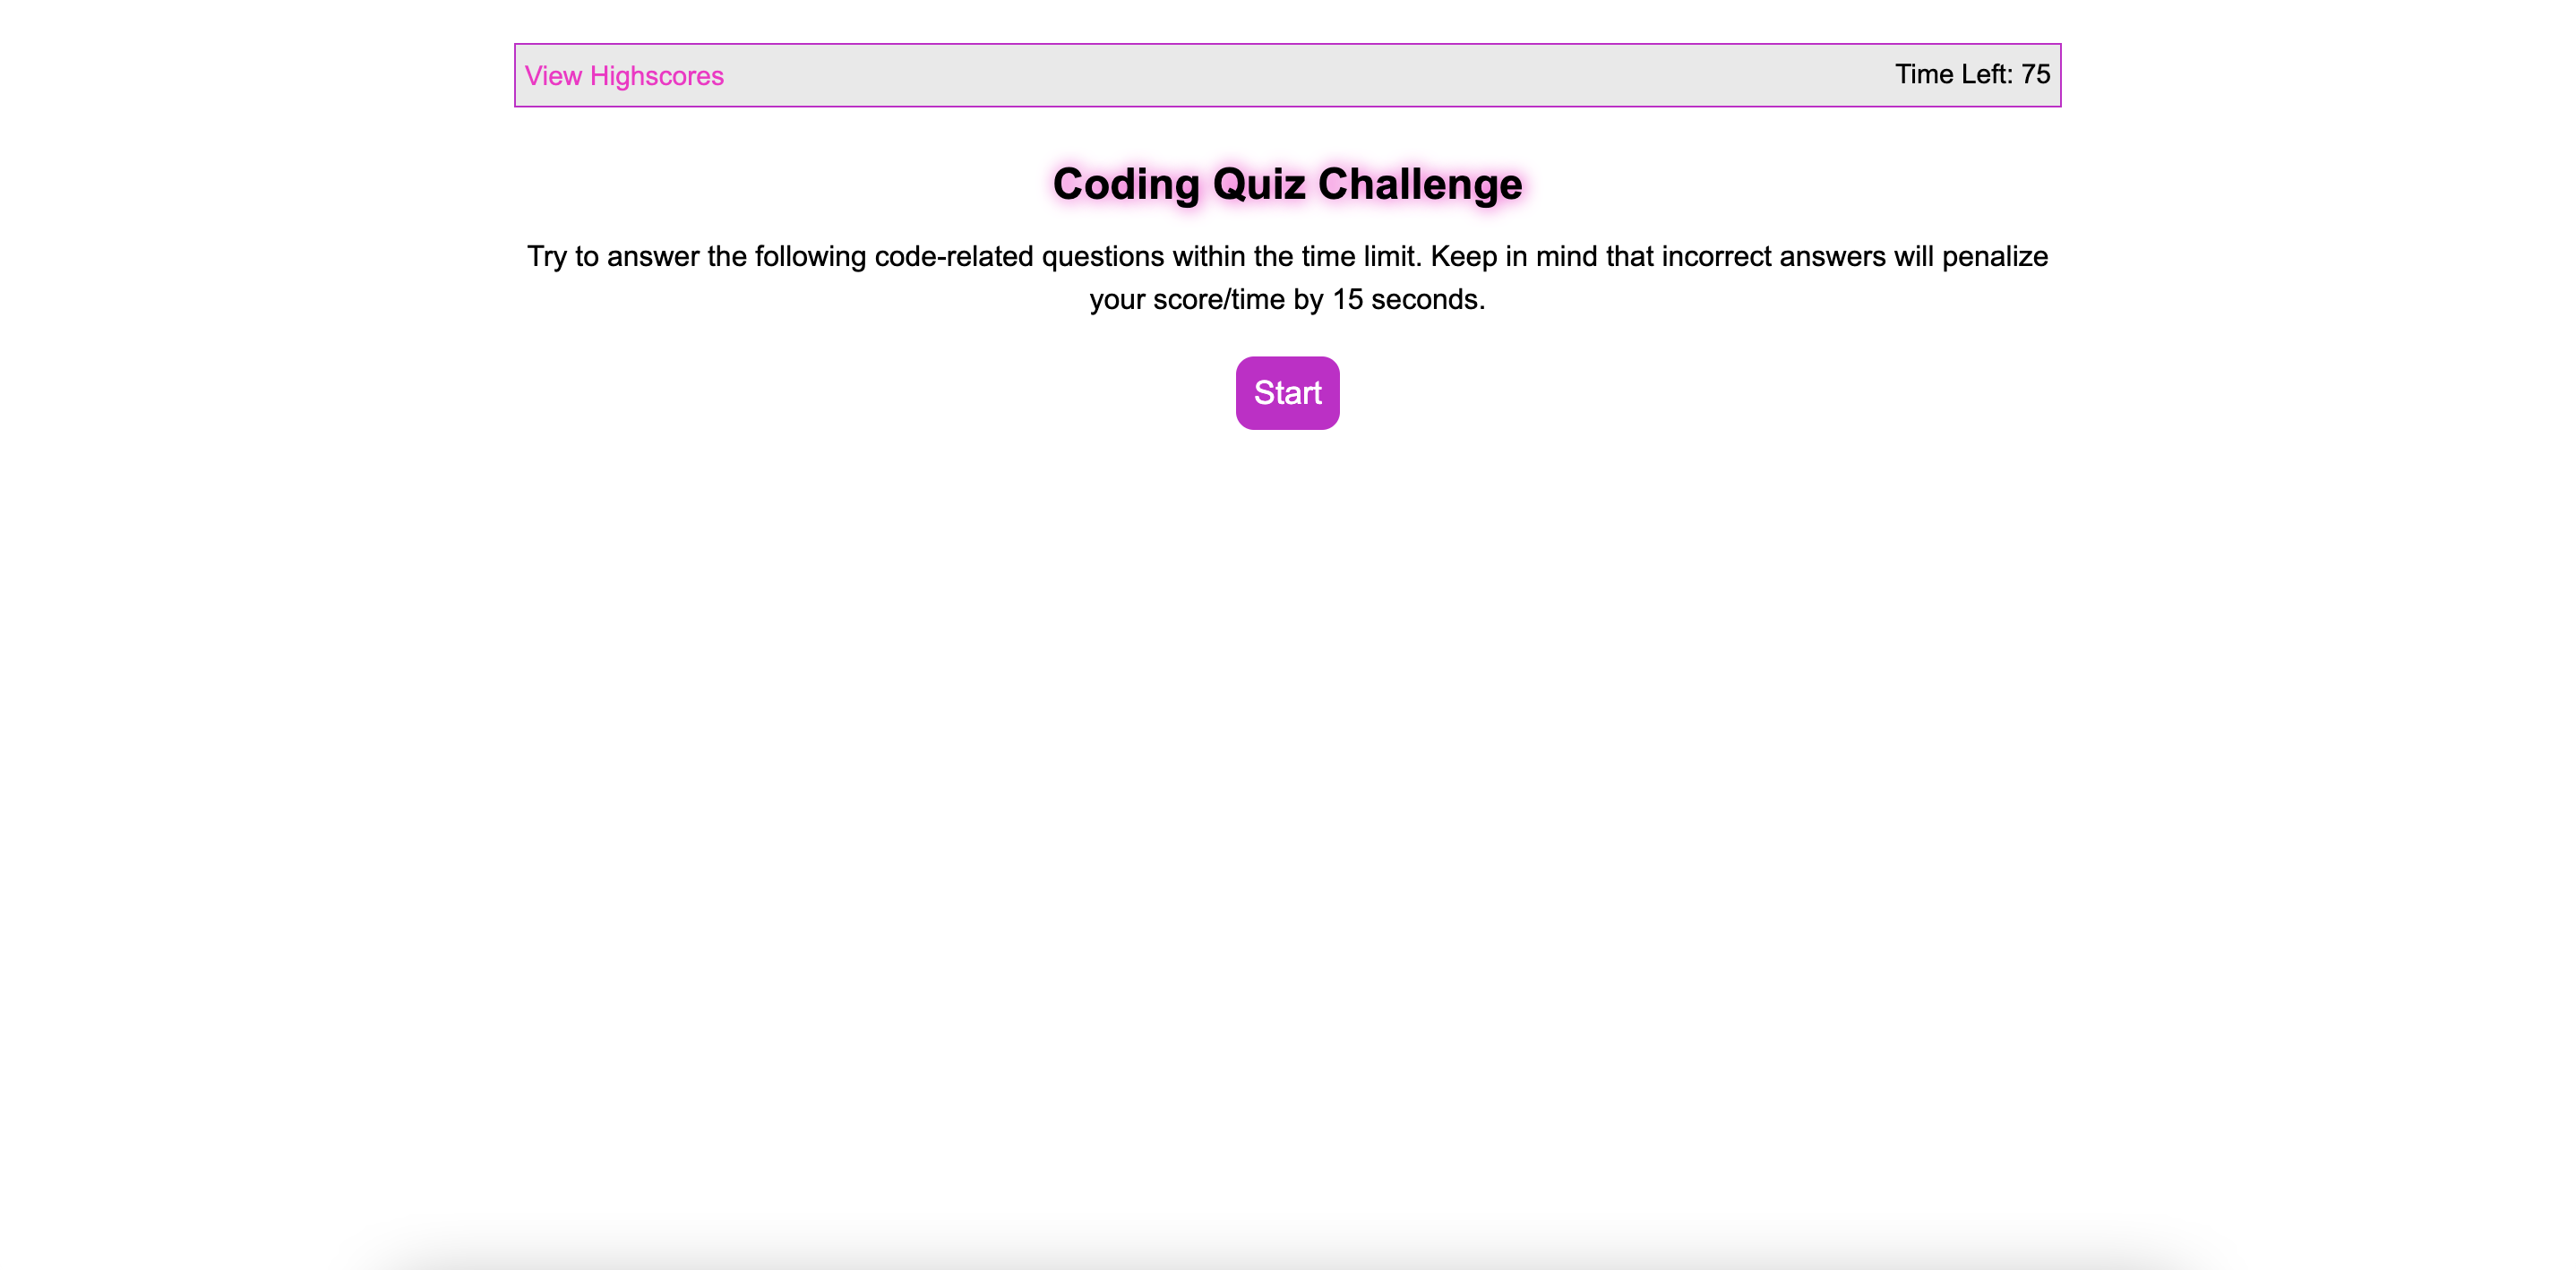 View Highscores
Time Left: 75
Coding Quiz Challenge
Try to answer the following code-related questions within the time limit. Keep in mind that incorrect answers will penalize
your score/time by 15 seconds.
Start